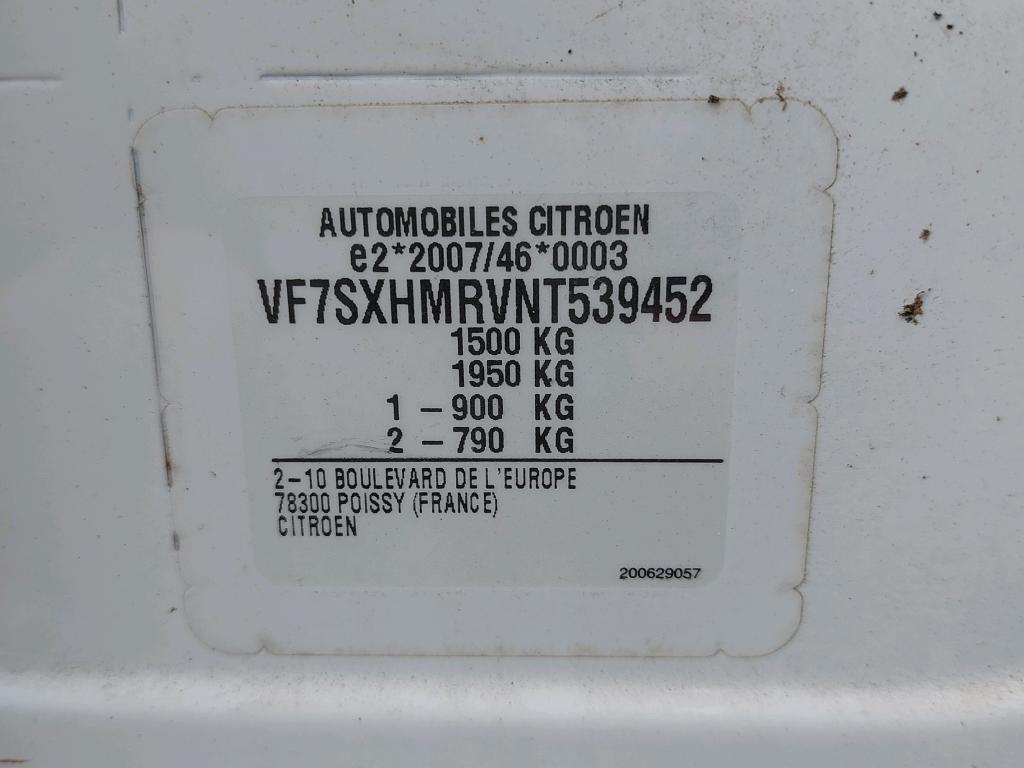 AUTOMOBILES CITROEN
e2*2007/46*0003
VF7SXHMRVNT539452
1500 KG
1950 KG
1 - 900 KG
2 - 790 KG
2-10 BOULEVARD DE L'EUROPE
78300 POISSY (FRANCE)
CITROEN
200629057